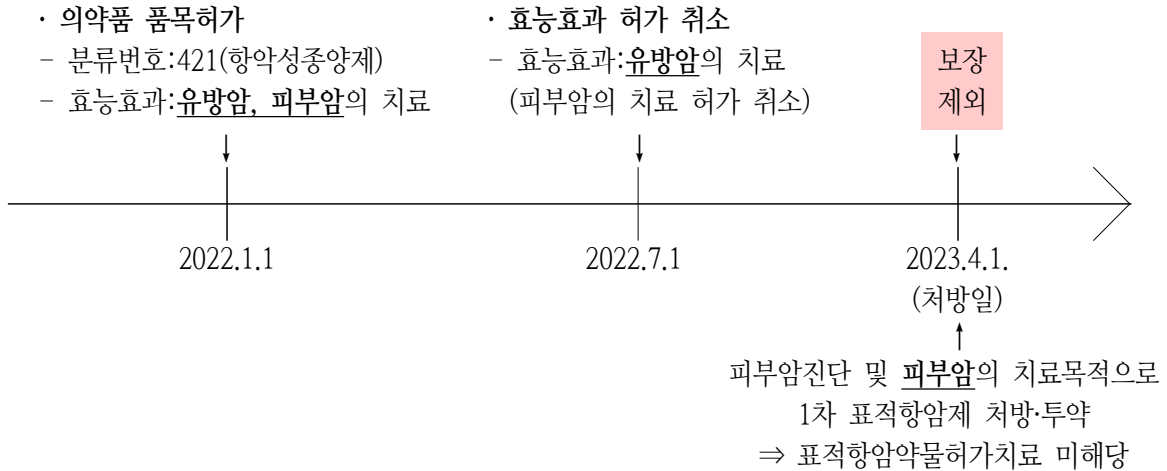 · 의약품 품목허가
- 분류번호:421(항악성종양제)
- 효능효과:유방암, 피부암의 치료
· 효능효과 허가 취소
- 효능효과:유방암의 치료
(피부암의 치료 허가 취소)
보장
제외
2022.1.1
2022.7.1
2023.4.1.
(처방일)
피부암진단 및 피부암의 치료목적으로
1차 표적항암제 처방·투약
⇒ 표적항암약물허가치료 미해당